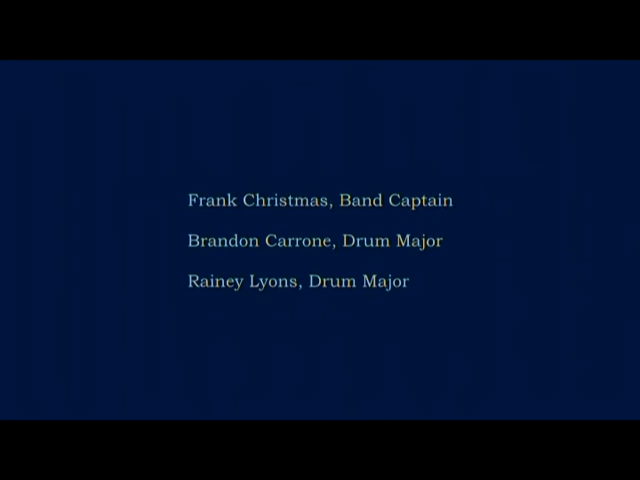 Frank Christmas, Band Captain
Brandon Carrone, Drum Major
Rainey Lyons, Drum Major